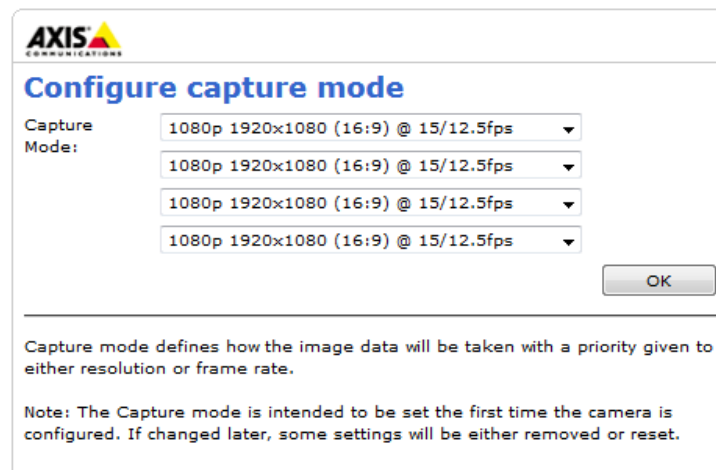 AXIS
COMMUNICATIONS
Configure capture mode
Capture
Mode:
1080p 1920x1080 (16:9) @ 15/12.5fps
1080p 1920x1080 (16:9) @ 15/12.5fps
1080p 1920x1080 (16:9) @ 15/12.5fps
1080p 1920x1080 (16:9) @ 15/12.5fps
OK
Capture mode defines how the image data will be taken with a priority given to
either resolution or frame rate.
Note: The Capture mode is intended to be set the first time the camera is
configured. If changed later, some settings will be either removed or reset.